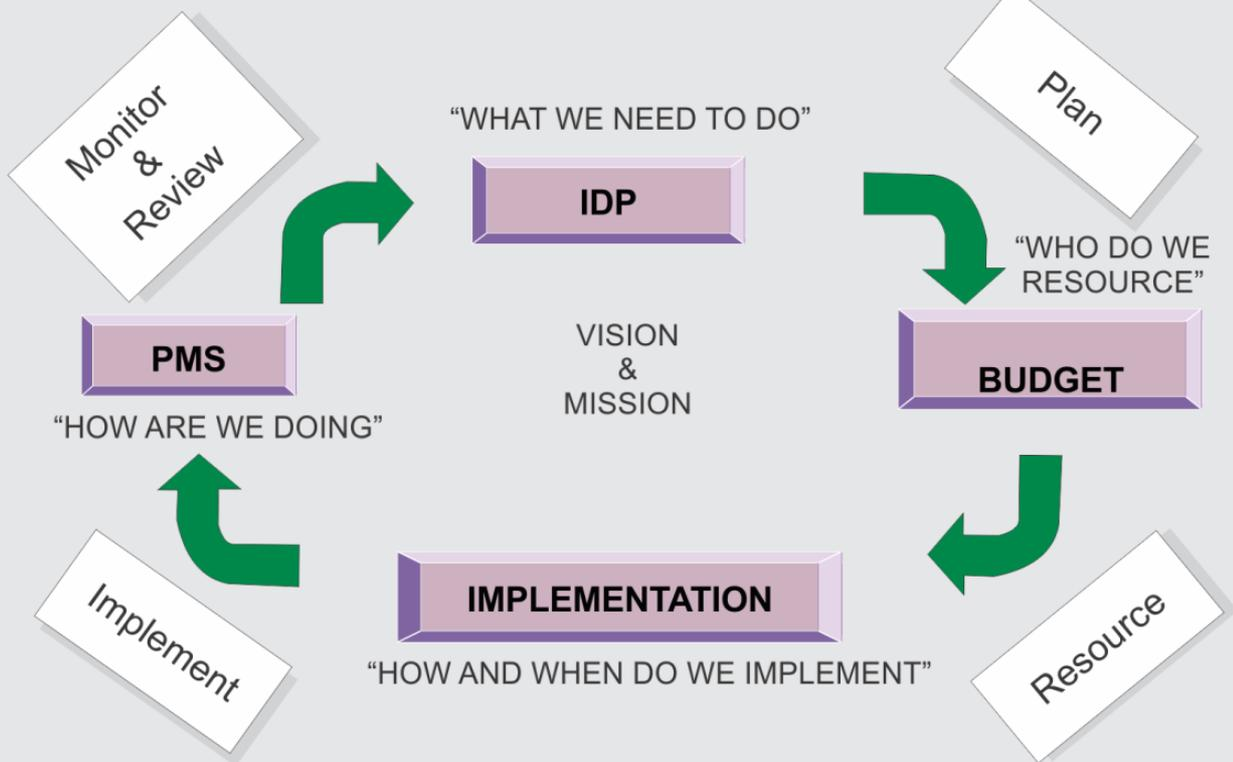 Monitor
&
Review
Plan
“WHAT WE NEED TO DO”
IDP
“WHO DO WE
RESOURCE”
BUDGET
VISION
&
MISSION
PMS
“HOW ARE WE DOING”
IMPLEMENTATION
“HOW AND WHEN DO WE IMPLEMENT”
Implement
Resource